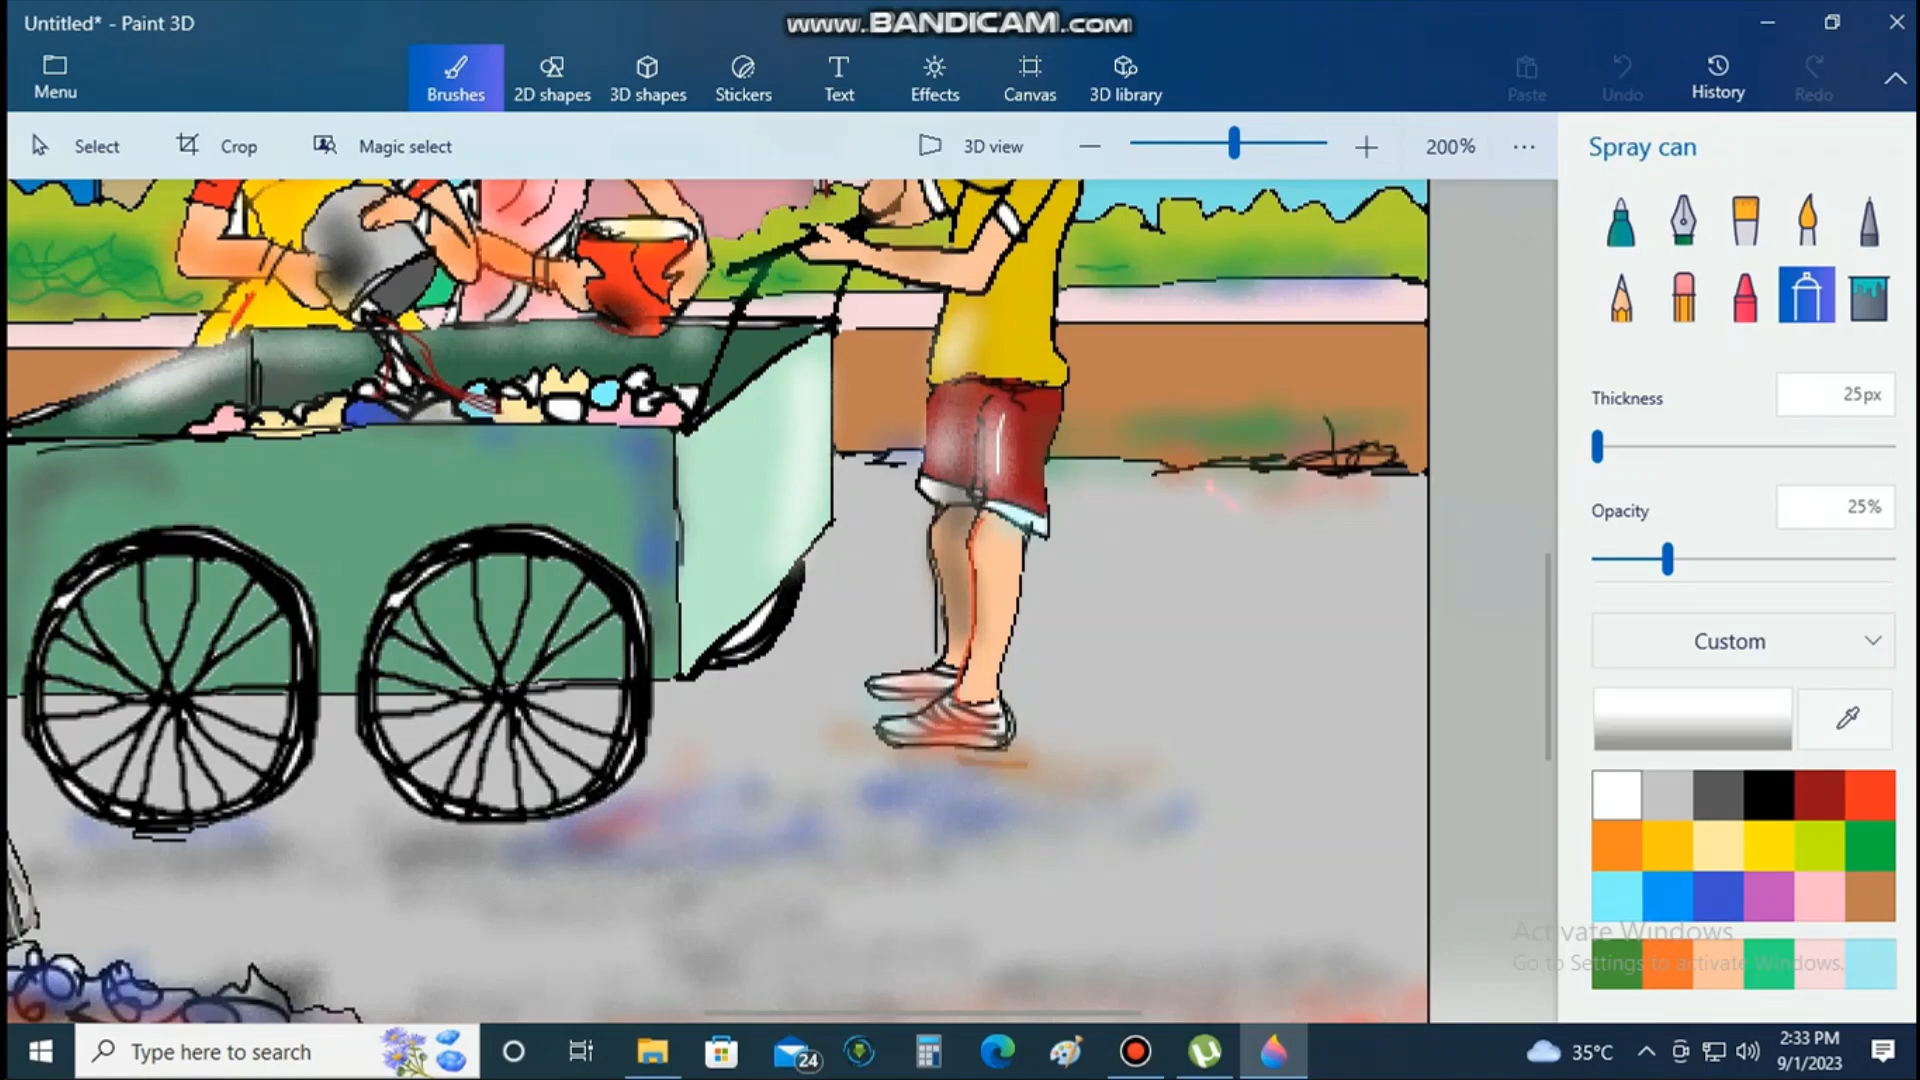 Untitled* - Paint 3D
www.BANDICAM.com
Menu
Brushes
2D shapes
3D shapes
Stickers
Text
Effects
Canvas
3D library
Paste
Undo
History
Redo
Select
Crop
Magic select
3D view
200%
Spray can
Thickness
25px
Opacity
25%
Custom
Activate Windows
Go to Settings to activate Windows.
Type here to search
24
35°C
2:33 PM
9/1/2023